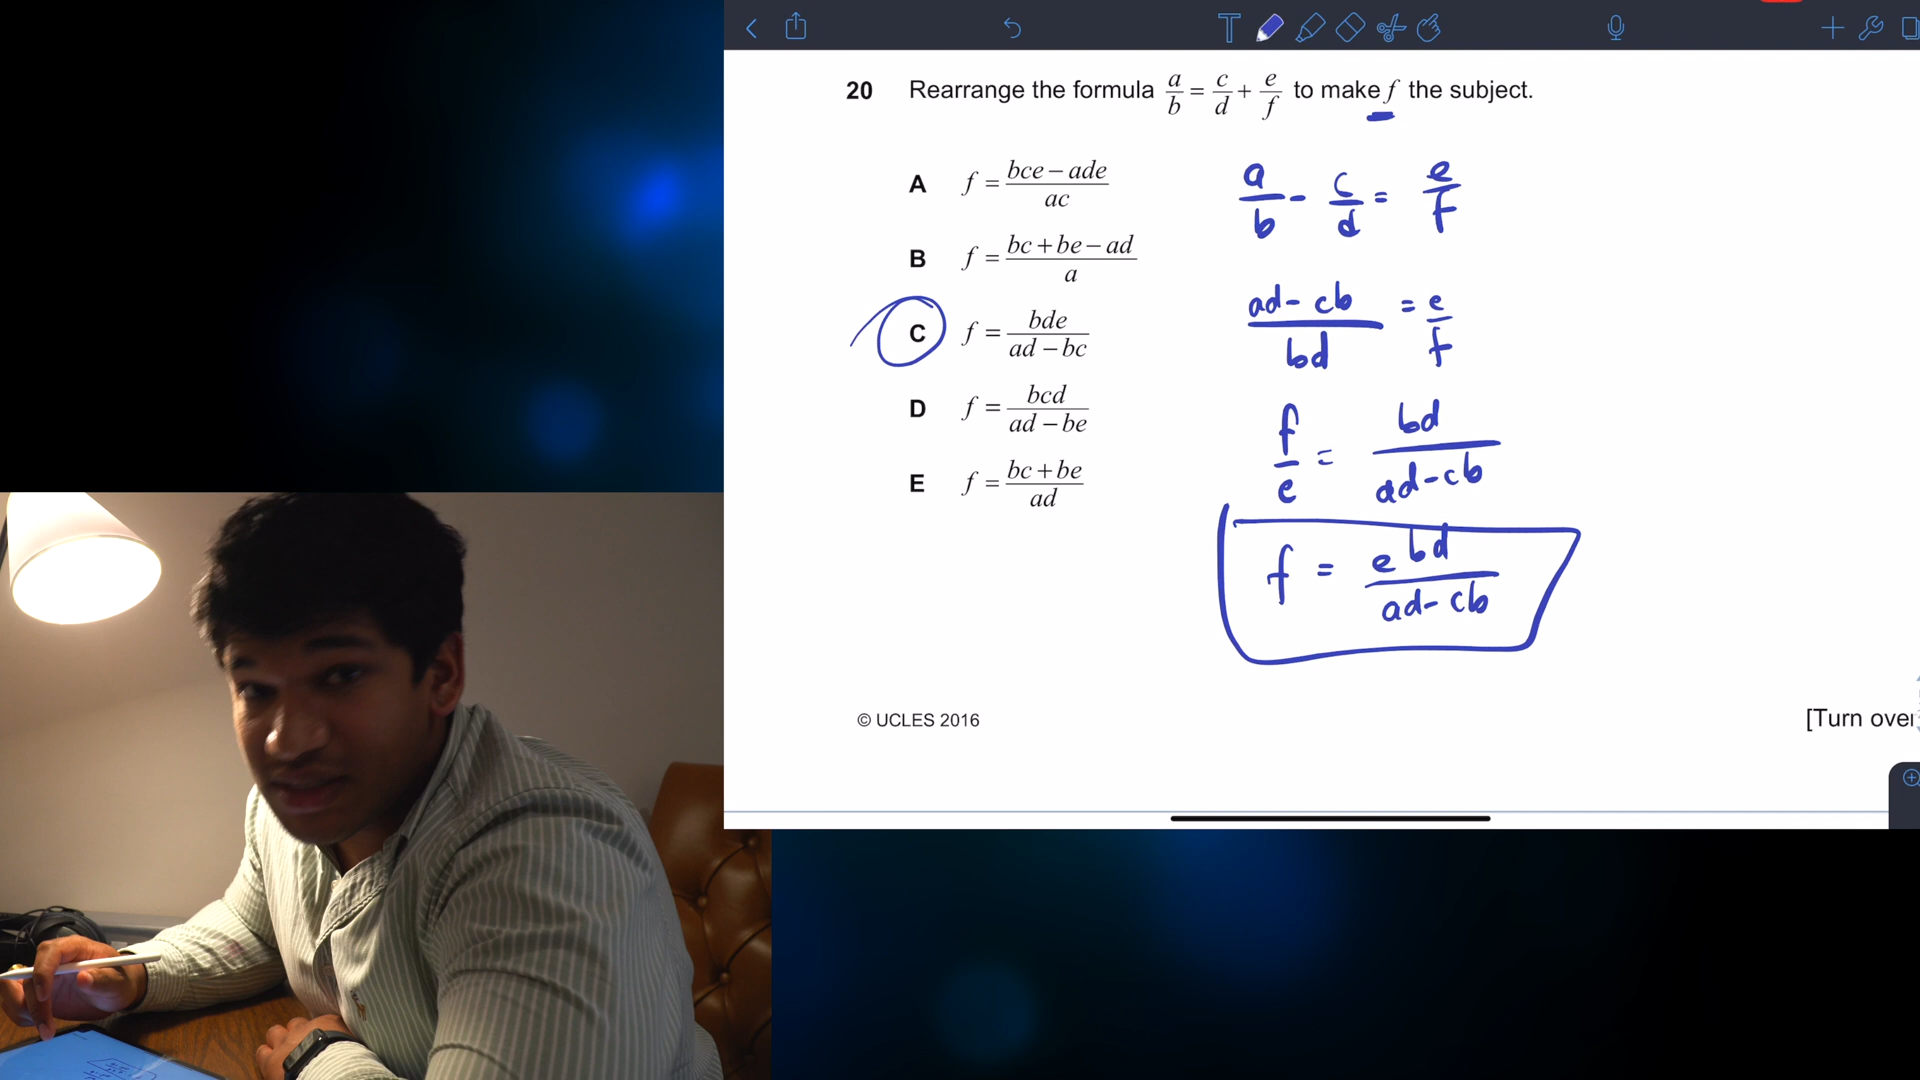 20 Rearrange the formula a/b = c/d + e/f to make f the subject.
A f = (bce − ade)/ac
B f = (bc + be − ad)/a
C f = bde/(ad − bc)
D f = bcd/(ad − be)
E f = (bc + be)/ad
a/b - c/d = e/f
(ad - cb)/bd = e/f
f/e = bd/(ad-cb)
f = ebd/(ad-cb)
© UCLES 2016
[Turn over
T